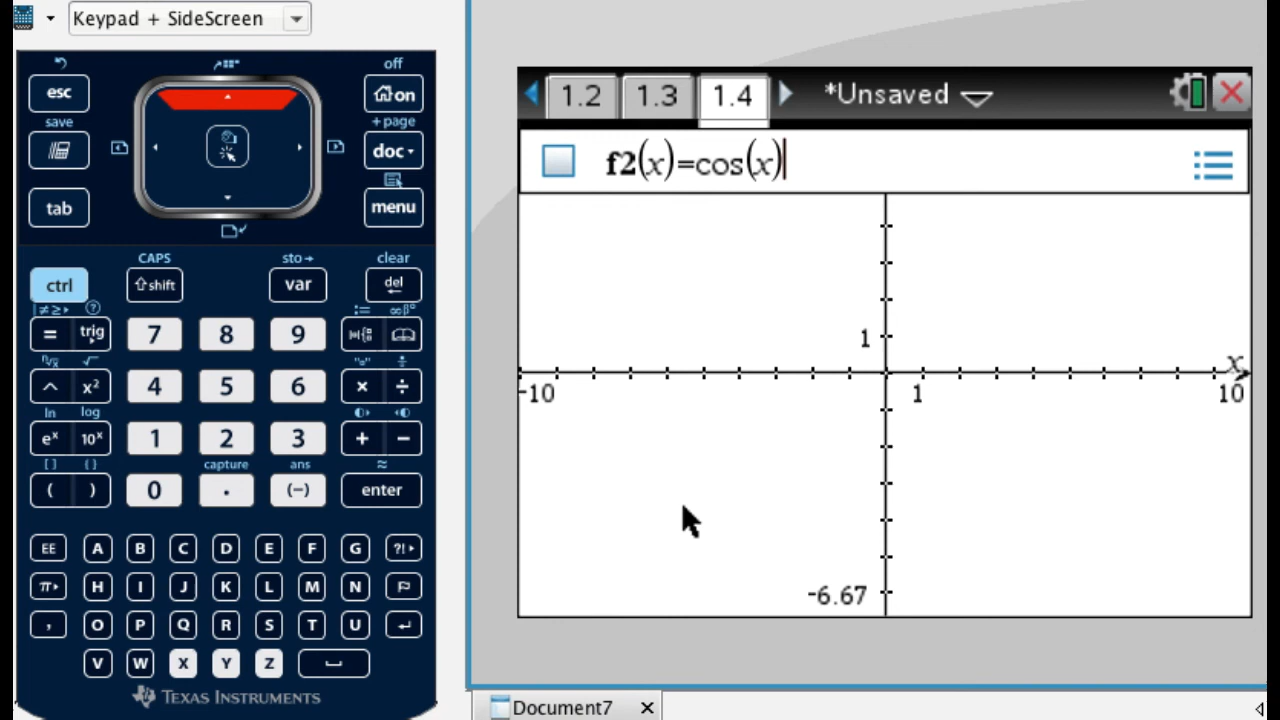 Keypad + SideScreen
off
esc
on
save
+ page
doc
tab
menu
CAPS
sto→
clear
ctrl
⇧shift
var
del
= trig 7 8 9
^ x² 4 5 6 × ÷
ln log
eˣ 10ˣ 1 2 3 + −
[ ] { } capture ans ≈
( ) 0 . (−) enter
EE A B C D E F G ?!▸
π▸ H I J K L M N
, O P Q R S T U
V W X Y Z
TEXAS INSTRUMENTS
1.2 1.3 1.4 *Unsaved
f2(x)=cos(x)
1
x
-10 1 10
-6.67
Document7